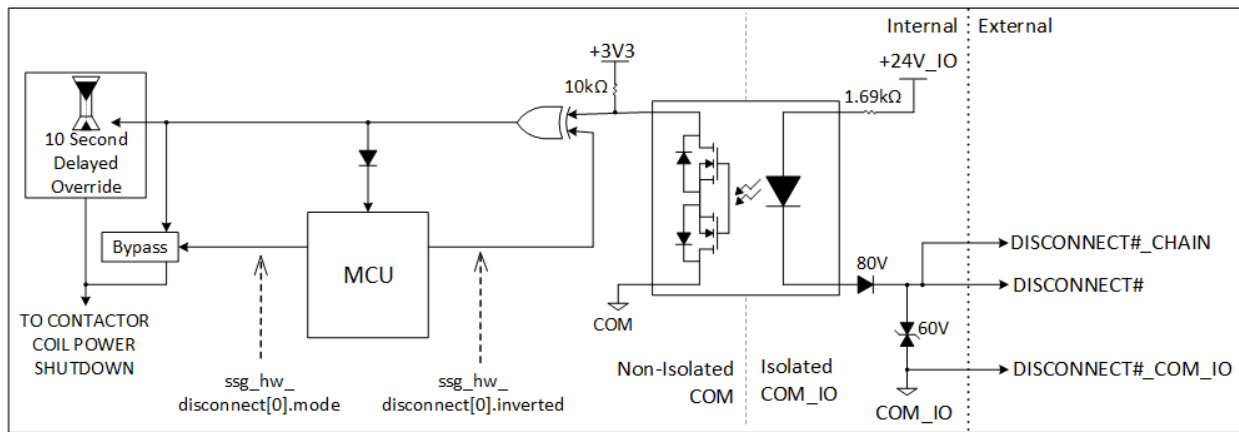 Internal
External
+3V3
+24V_IO
10kΩ
1.69kΩ
10 Second
Delayed
Override
Bypass
MCU
DISCONNECT#_CHAIN
80V
DISCONNECT#
COM
60V
TO CONTACTOR
COIL POWER
SHUTDOWN
Non-Isolated
COM
Isolated
COM_IO
DISCONNECT#_COM_IO
COM_IO
ssg_hw_
disconnect[0].mode
ssg_hw_
disconnect[0].inverted